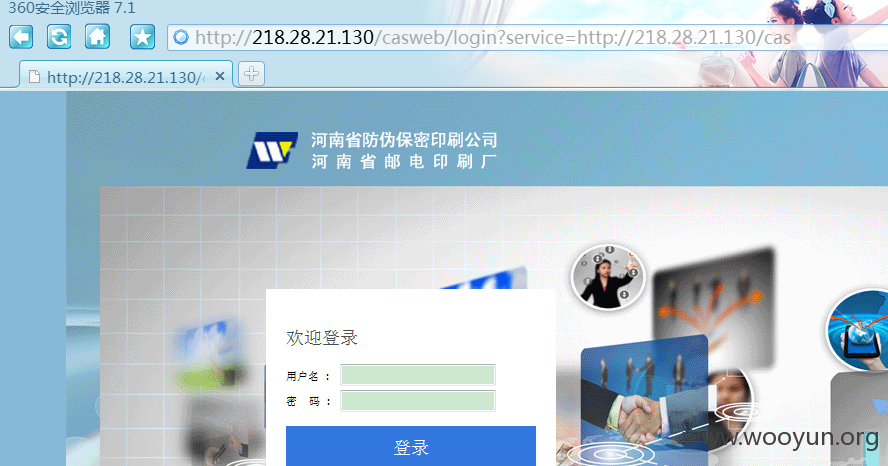 360安全浏览器 7.1
http://218.28.21.130/casweb/login?service=http://218.28.21.130/cas
http://218.28.21.130/
河南省防伪保密印刷公司
河南省邮电印刷厂
欢迎登录
用户名：
密 码：
登录
www.wooyun.org